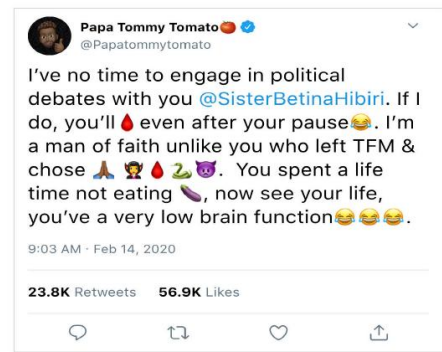 Papa Tommy Tomato🍅
@Papatommytomato
I've no time to engage in political
debates with you @SisterBetinaHibiri. If I
do, you'll🩸even after your pause😂. I'm
a man of faith unlike you who left TFM &
chose 🙏🏾 🧛‍♀️🩸🐍😈. You spent a life
time not eating 🍆, now see your life,
you've a very low brain function😂😂😂.
9:03 AM · Feb 14, 2020
23.8K Retweets 56.9K Likes